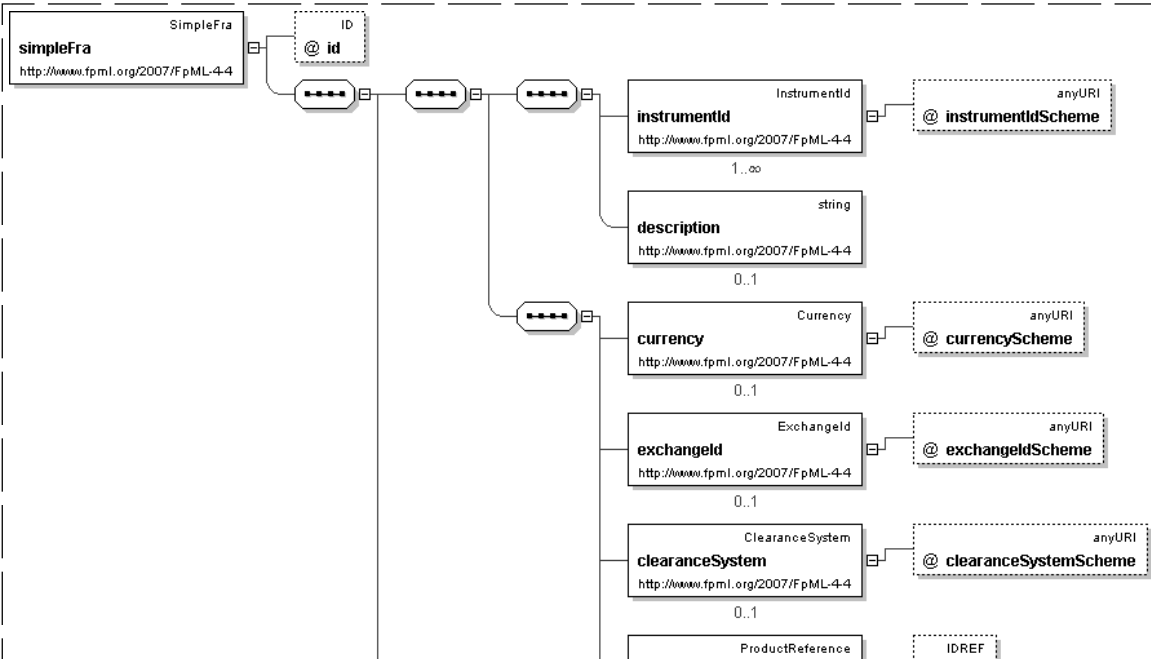 SimpleFra
simpleFra
http://www.fpml.org/2007/FpML-4-4
ID
@ id
InstrumentId
instrumentId
http://www.fpml.org/2007/FpML-4-4
1..∞
anyURI
@ instrumentIdScheme
string
description
http://www.fpml.org/2007/FpML-4-4
0..1
Currency
currency
http://www.fpml.org/2007/FpML-4-4
0..1
anyURI
@ currencyScheme
ExchangeId
exchangeId
http://www.fpml.org/2007/FpML-4-4
0..1
anyURI
@ exchangeIdScheme
ClearanceSystem
clearanceSystem
http://www.fpml.org/2007/FpML-4-4
0..1
anyURI
@ clearanceSystemScheme
ProductReference
IDREF